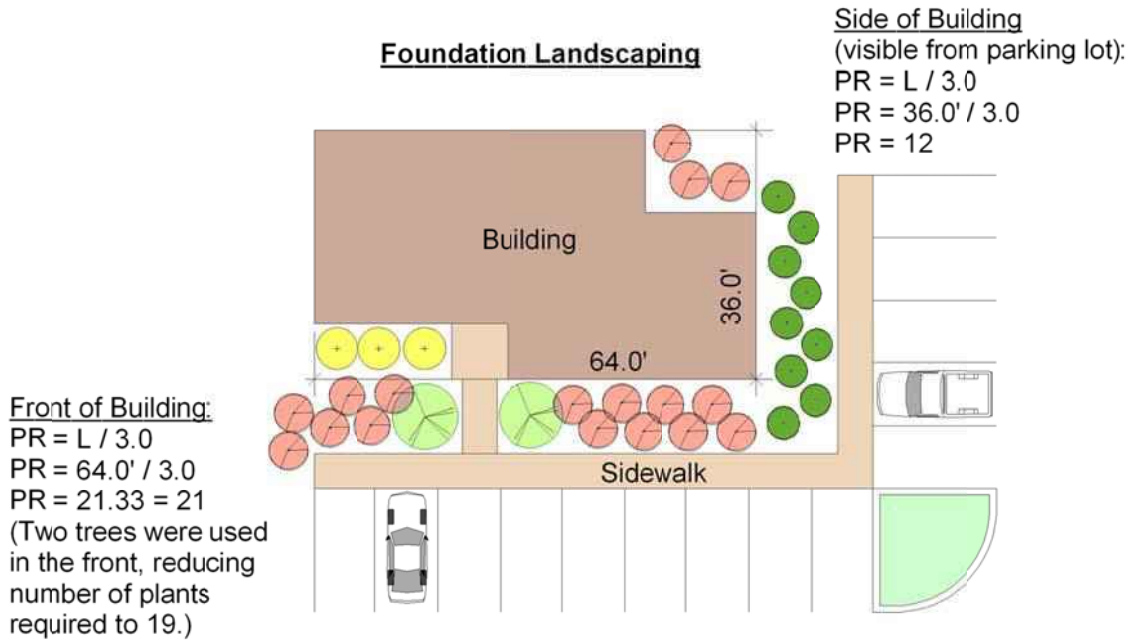 Foundation Landscaping
Side of Building
(visible from parking lot):
PR = L / 3.0
PR = 36.0' / 3.0
PR = 12
Building
36.0'
64.0'
Front of Building:
PR = L / 3.0
PR = 64.0' / 3.0
PR = 21.33 = 21
(Two trees were used
in the front, reducing
number of plants
required to 19.)
Sidewalk